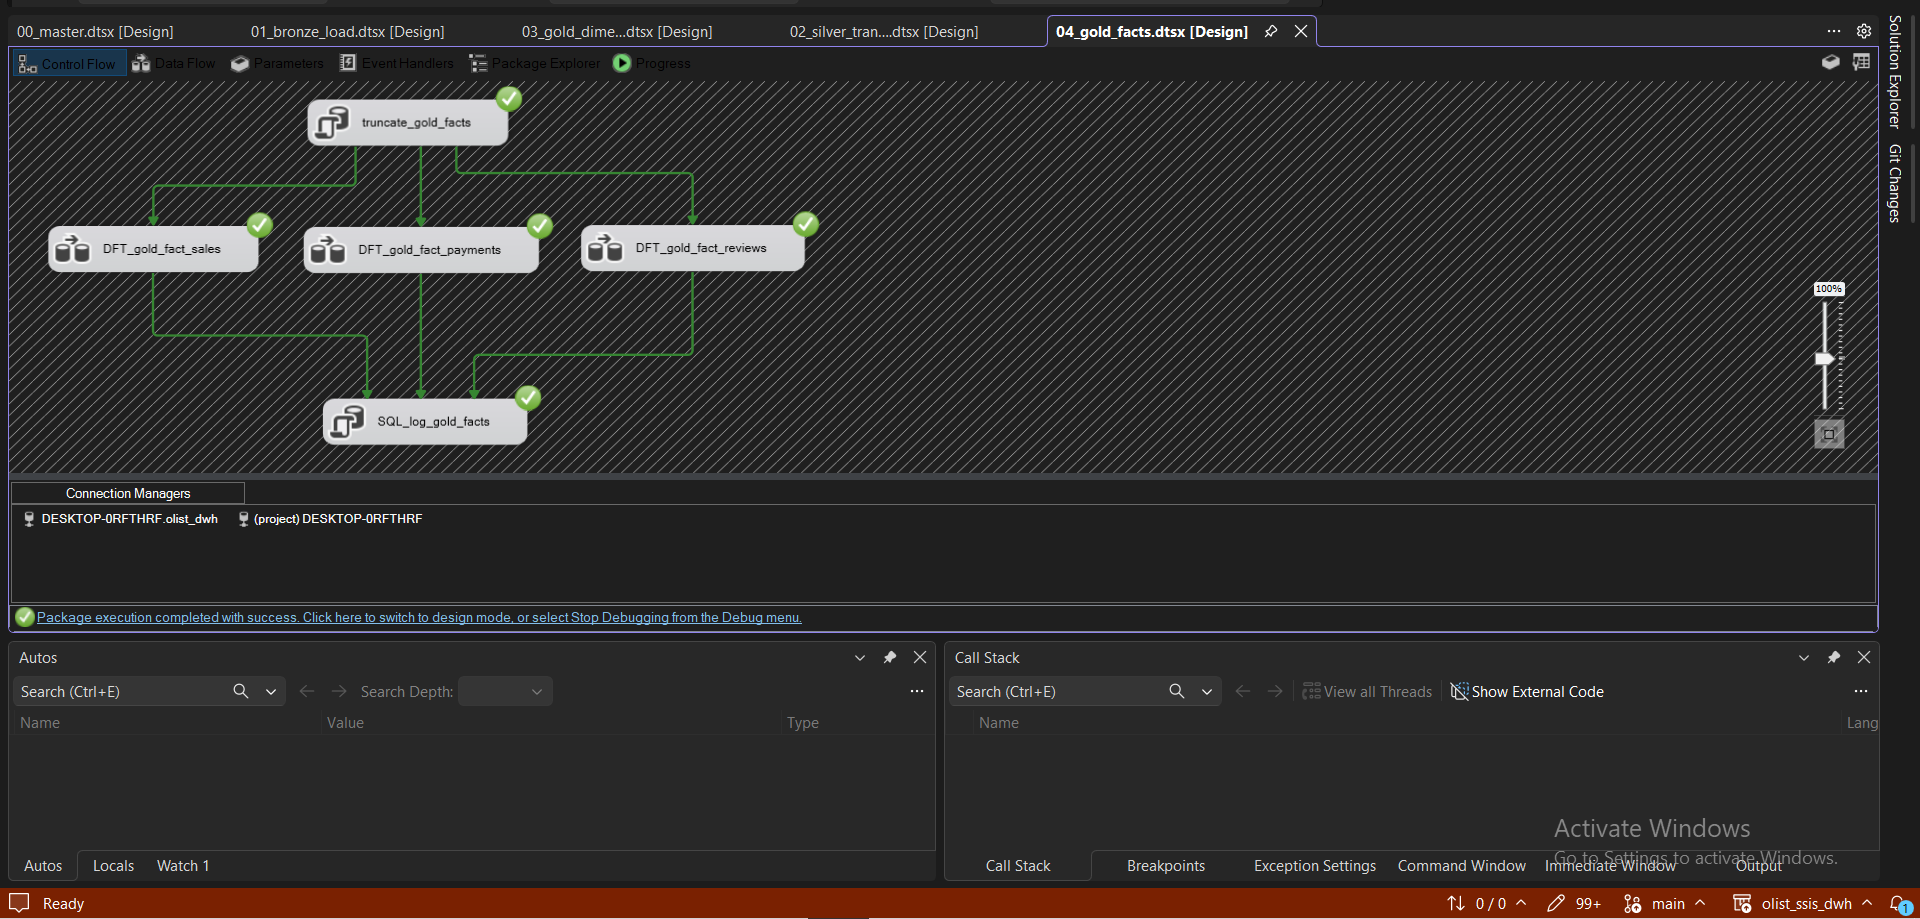 00_master.dtsx [Design]
01_bronze_load.dtsx [Design]
03_gold_dime...dtsx [Design]
02_silver_tran....dtsx [Design]
04_gold_facts.dtsx [Design]
Control Flow
Data Flow
Parameters
Event Handlers
Package Explorer
Progress
Solution Explorer
Git Changes
truncate_gold_facts
DFT_gold_fact_sales
DFT_gold_fact_payments
DFT_gold_fact_reviews
SQL_log_gold_facts
100%
Connection Managers
DESKTOP-0RFTHRF.olist_dwh
(project) DESKTOP-0RFTHRF
Package execution completed with success. Click here to switch to design mode, or select Stop Debugging from the Debug menu.
Autos
Search (Ctrl+E)
Search Depth:
Name
Value
Type
Autos
Locals
Watch 1
Call Stack
Search (Ctrl+E)
View all Threads
Show External Code
Name
Lang
Activate Windows
Go to Settings to activate Windows.
Call Stack
Breakpoints
Exception Settings
Command Window
Immediate Window
Output
Ready
0 / 0
99+
main
olist_ssis_dwh
1